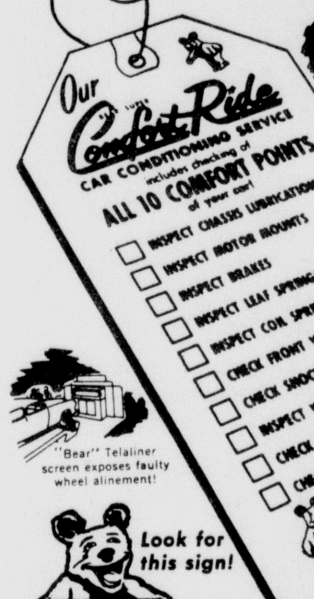 Our
Comfort Ride
CAR CONDITIONING SERVICE
includes checking of
ALL 10 COMFORT POINTS
of your car!
INSPECT CHASSIS LUBRICATION
INSPECT MOTOR MOUNTS
INSPECT BRAKES
INSPECT LEAF SPRING
INSPECT COIL SPRI
CHECK FRONT
CHECK SHOC
INSPECT
CHECK
"Bear" Telaliner
screen exposes faulty
wheel alinement!
Look for
this sign!